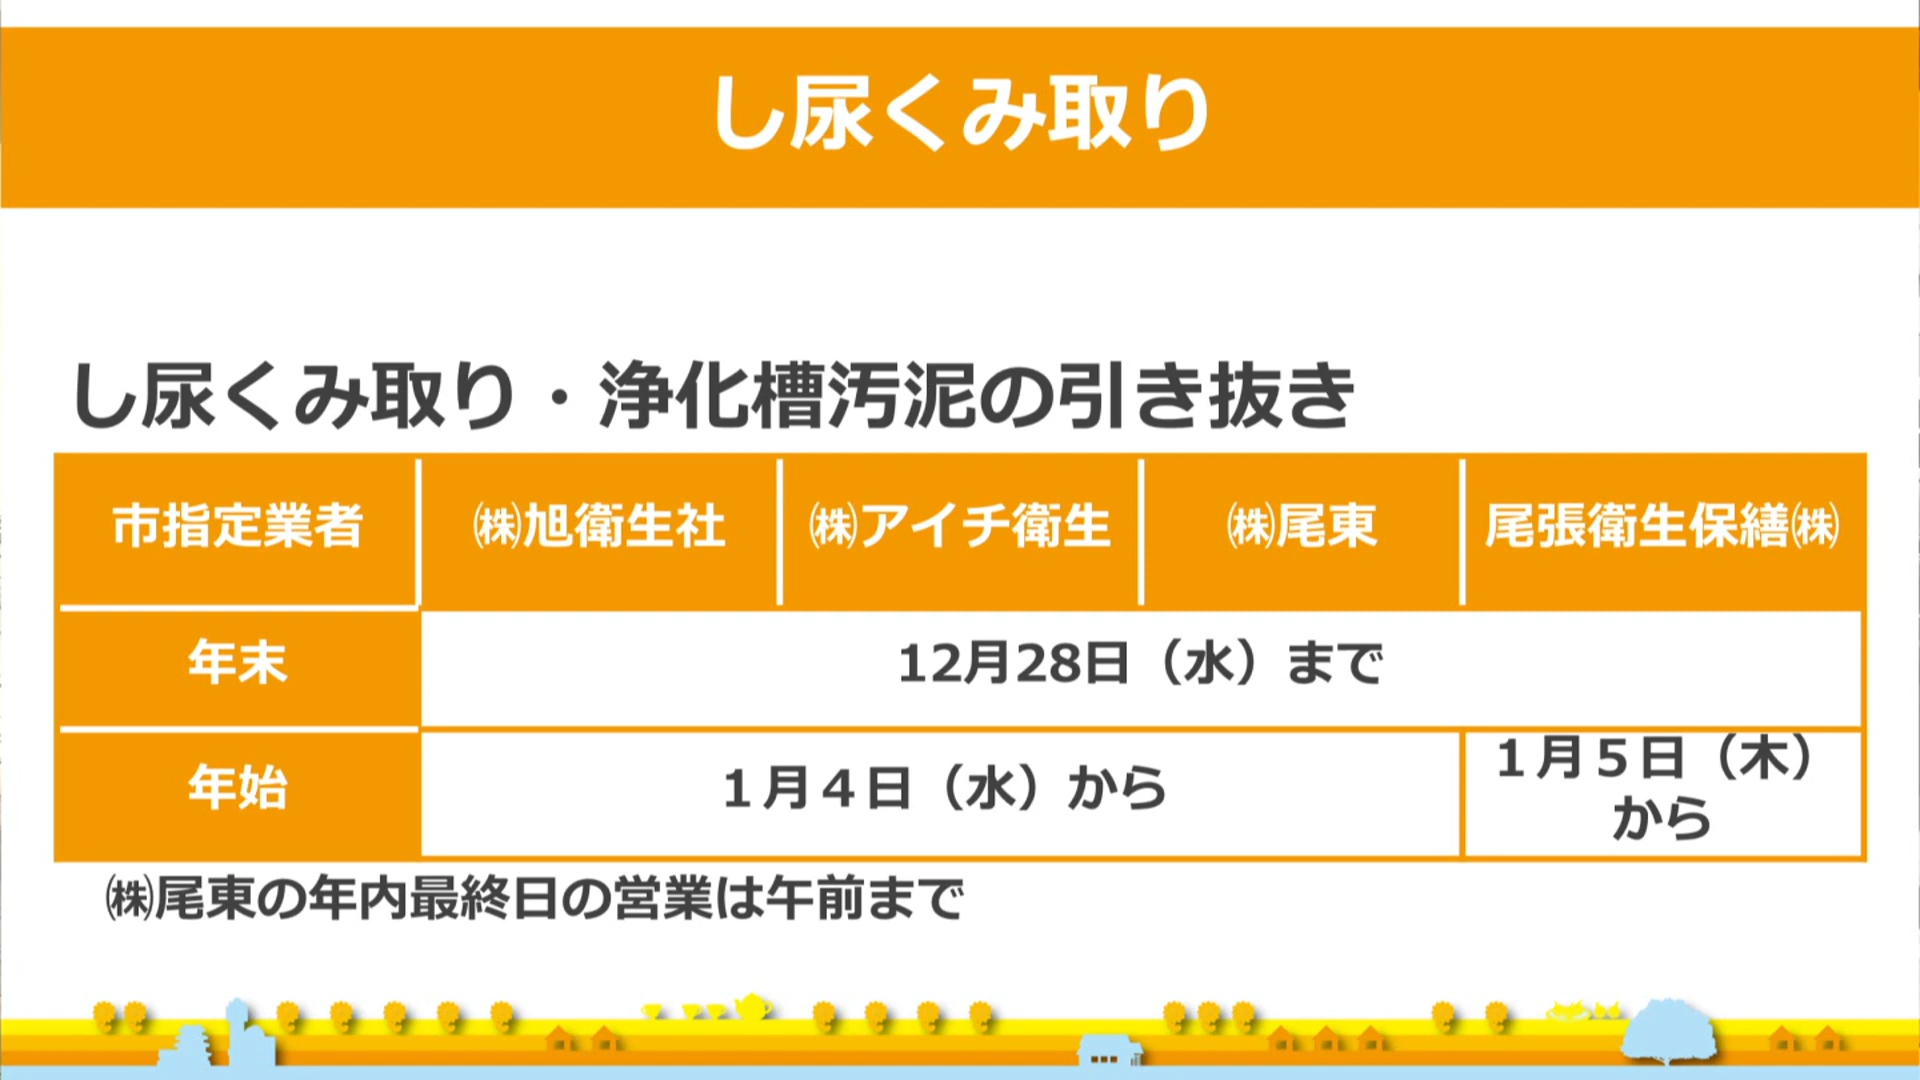 し尿くみ取り
し尿くみ取り・浄化槽汚泥の引き抜き
市指定業者 ㈱旭衛生社 ㈱アイチ衛生 ㈱尾東 尾張衛生保繕㈱
年末 12月28日（水）まで
年始 １月４日（水）から １月５日（木）
から
㈱尾東の年内最終日の営業は午前まで